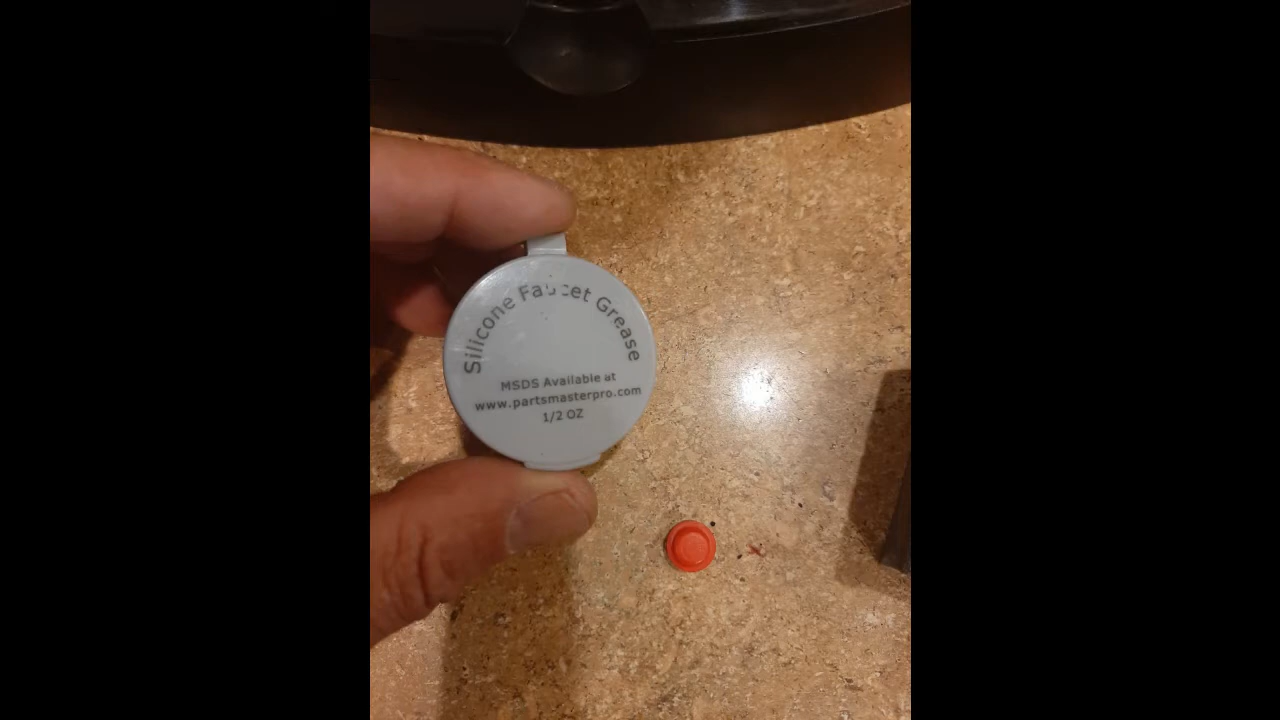 Silicone Faucet Grease
MSDS Available at
www.partsmasterpro.com
1/2 OZ